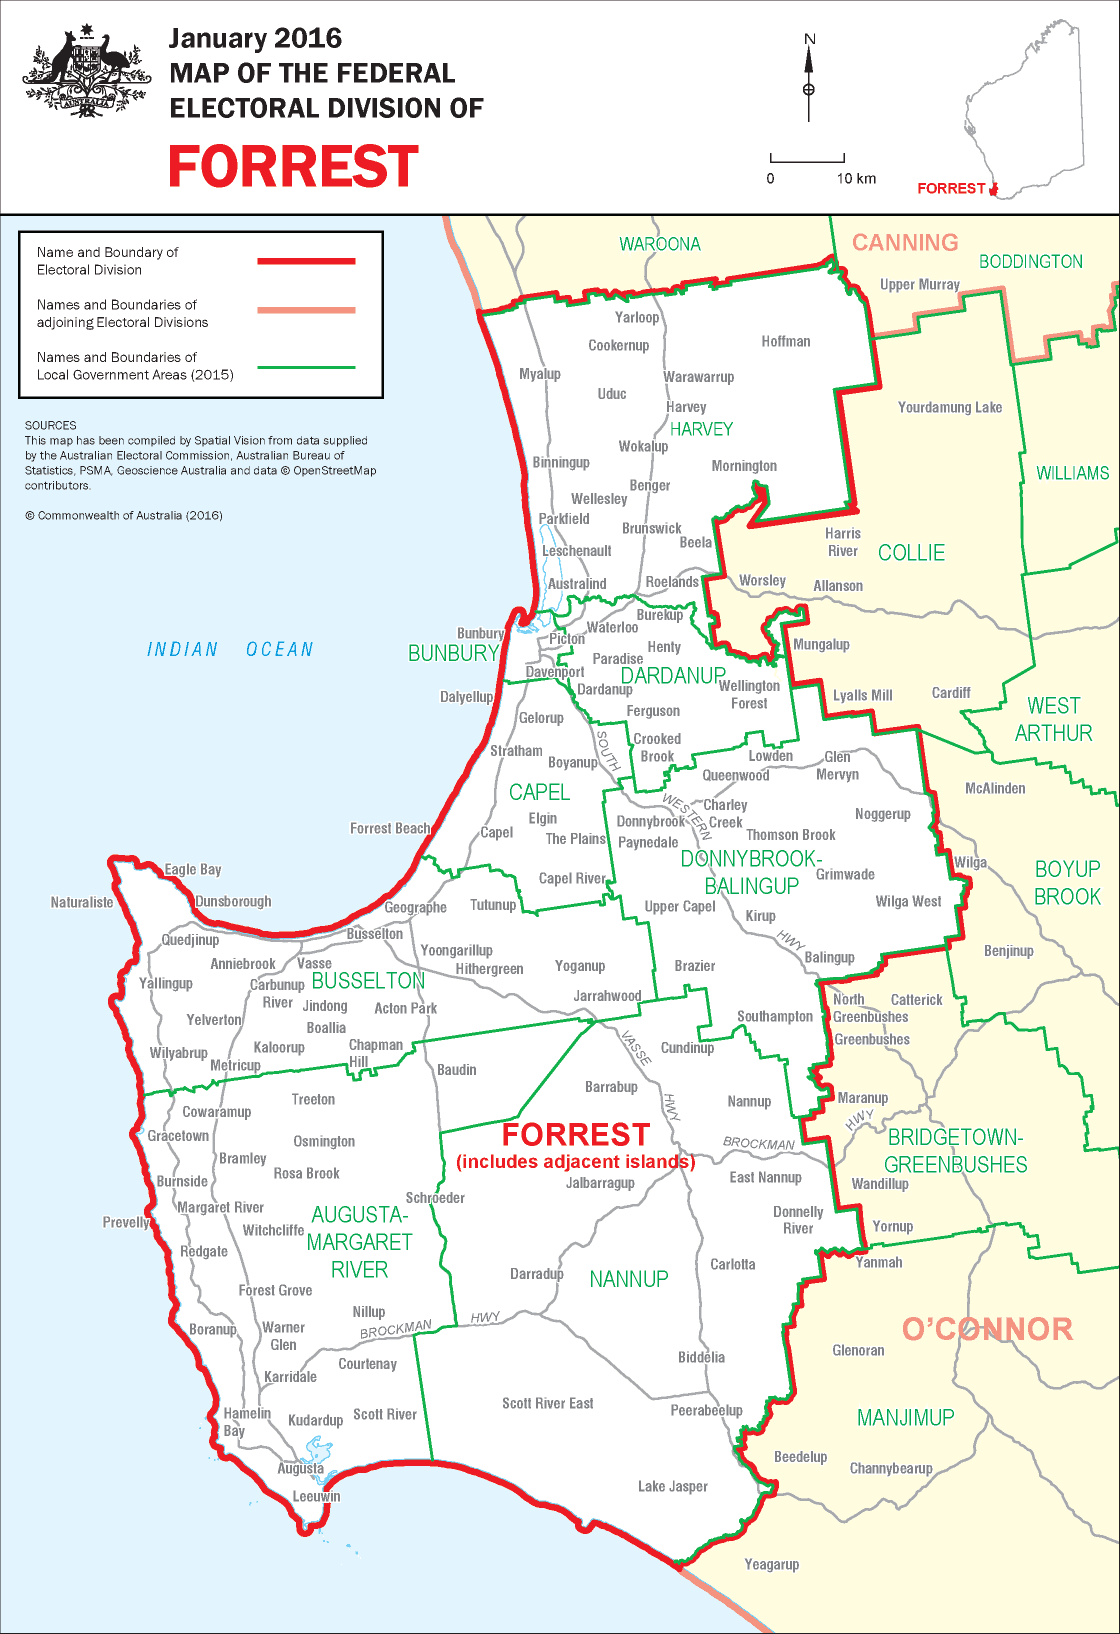 January 2016
MAP OF THE FEDERAL
ELECTORAL DIVISION OF
FORREST
AUSTRALIA
N
0 10 km
FORREST
Name and Boundary of
Electoral Division
Names and Boundaries of
adjoining Electoral Divisions
Names and Boundaries of
Local Government Areas (2015)
SOURCES
This map has been compiled by Spatial Vision from data supplied
by the Australian Electoral Commission, Australian Bureau of
Statistics, PSMA, Geoscience Australia and data © OpenStreetMap
contributors.
© Commonwealth of Australia (2016)
WAROONA
CANNING
BODDINGTON
Upper Murray
Yarloop
Hoffman
Cookernup
Myalup
Warawarrup
Uduc
Harvey
Yourdamung Lake
HARVEY
Wokalup
Binningup
Mornington
WILLIAMS
Benger
Wellesley
Parkfield
Brunswick
Harris
River
Beela
COLLIE
Leschenault
Australind
Roelands
Worsley
Allanson
Burekup
Waterloo
Bunbury
Picton
INDIAN OCEAN
BUNBURY
Henty
Mungalup
Paradise
Davenport
DARDANUP
Dardanup
Wellington
Forest
Dalyellup
Lyalls Mill
Cardiff
WEST
ARTHUR
Gelorup
Ferguson
SOUTH
Crooked
Brook
Stratham
Boyanup
Lowden
Glen
Mervyn
Queenwood
CAPEL
McAlinden
WESTERN
Charley
Creek
Elgin
Donnybrook
Noggerup
Forrest Beach
Capel
The Plains
Paynedale
Thomson Brook
DONNYBROOK-
BALINGUP
Wilga
Eagle Bay
Grimwade
BOYUP
BROOK
Capel River
Naturaliste
Dunsborough
Geographe
Tutunup
Upper Capel
Kirup
Wilga West
Busselton
HWY
Quedjinup
Yoongarillup
Benjinup
Balingup
Anniebrook
Vasse
Hithergreen
Yoganup
Brazier
Yallingup
Carbunup
River
BUSSELTON
Jindong
Acton Park
Jarrahwood
North
Greenbushes
Catterick
Yelverton
Boallia
Southampton
Greenbushes
Wilyabrup
Kaloorup
Chapman
Hill
VASSE
Cundinup
Metricup
Baudin
Barrabup
Treeton
HWY
Nannup
Maranup
Cowaramup
HWY
Gracetown
Osmington
FORREST
(includes adjacent islands)
BROCKMAN
BRIDGETOWN-
GREENBUSHES
Bramley
Rosa Brook
Burnside
Jalbarragup
East Nannup
Wandillup
Schroeder
Margaret River
Prevelly
Witchcliffe
AUGUSTA-
MARGARET
RIVER
Donnelly
River
Yornup
Redgate
Carlotta
Yanmah
Darradup
NANNUP
Forest Grove
Nillup
Boranup
Warner
Glen
BROCKMAN
HWY
O'CONNOR
Glenoran
Courtenay
Biddelia
Karridale
Scott River East
Hamelin
Bay
Kudardup
Scott River
Peerabeelup
MANJIMUP
Beedelup
Channybearup
Augusta
Lake Jasper
Leeuwin
Yeagarup